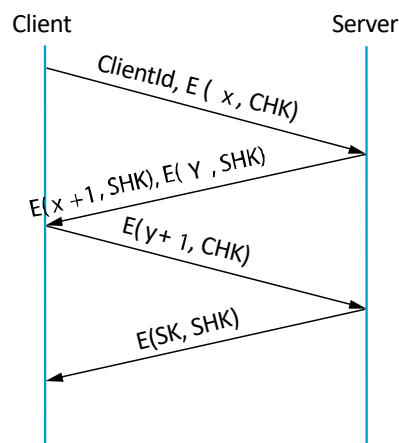 Client
Server
ClientId, E ( x, CHK)
E(x +1, SHK), E( Y , SHK)
E(y+ 1, CHK)
E(SK, SHK)